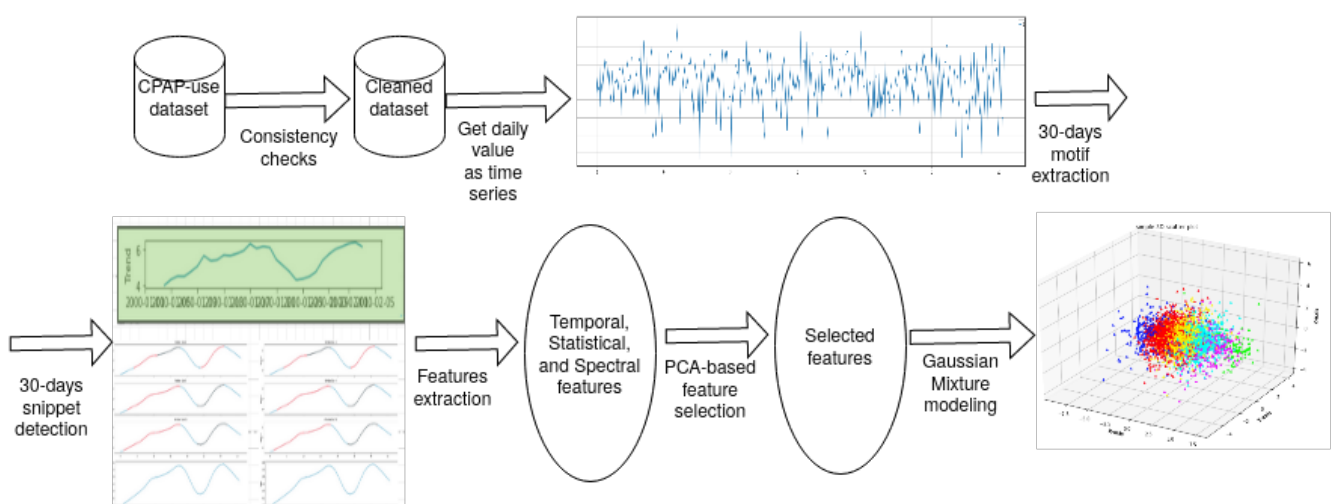 CPAP-use
dataset
Consistency
checks
Cleaned
dataset
Get daily
value
as time
series
30-days
motif
extraction
30-days
snippet
detection
Trend
6
4
Features
extraction
Temporal,
Statistical,
and Spectral
features
PCA-based
feature
selection
Selected
features
Gaussian
Mixture
modeling